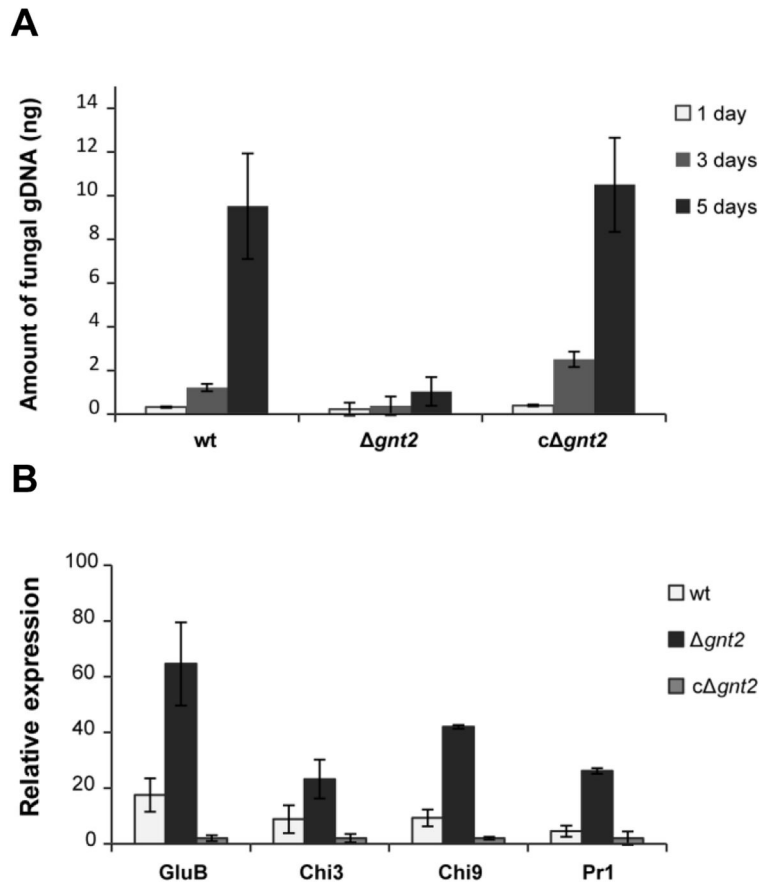 A
Amount of fungal gDNA (ng)
14
12
10
8
6
4
2
0
wt
Δgnt2
cΔgnt2
1 day
3 days
5 days
B
Relative expression
100
80
60
40
20
0
GluB
Chi3
Chi9
Pr1
wt
Δgnt2
cΔgnt2